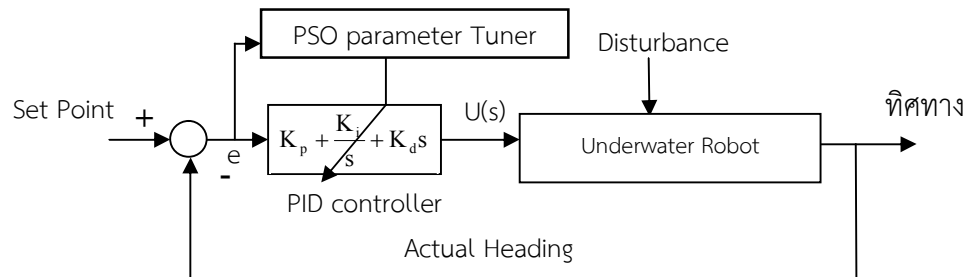 PSO parameter Tuner
Disturbance
Set Point
+
U(s)
ทิศทาง
K_p + K_i/s + K_d s
Underwater Robot
e
-
PID controller
Actual Heading